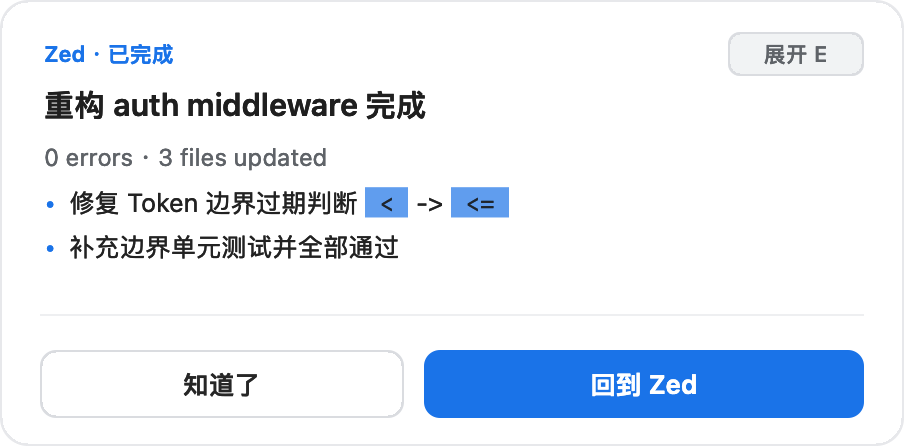 Zed · 已完成
展开 E
重构 auth middleware 完成
0 errors · 3 files updated
• 修复 Token 边界过期判断 < -> <=
• 补充边界单元测试并全部通过
知道了
回到 Zed